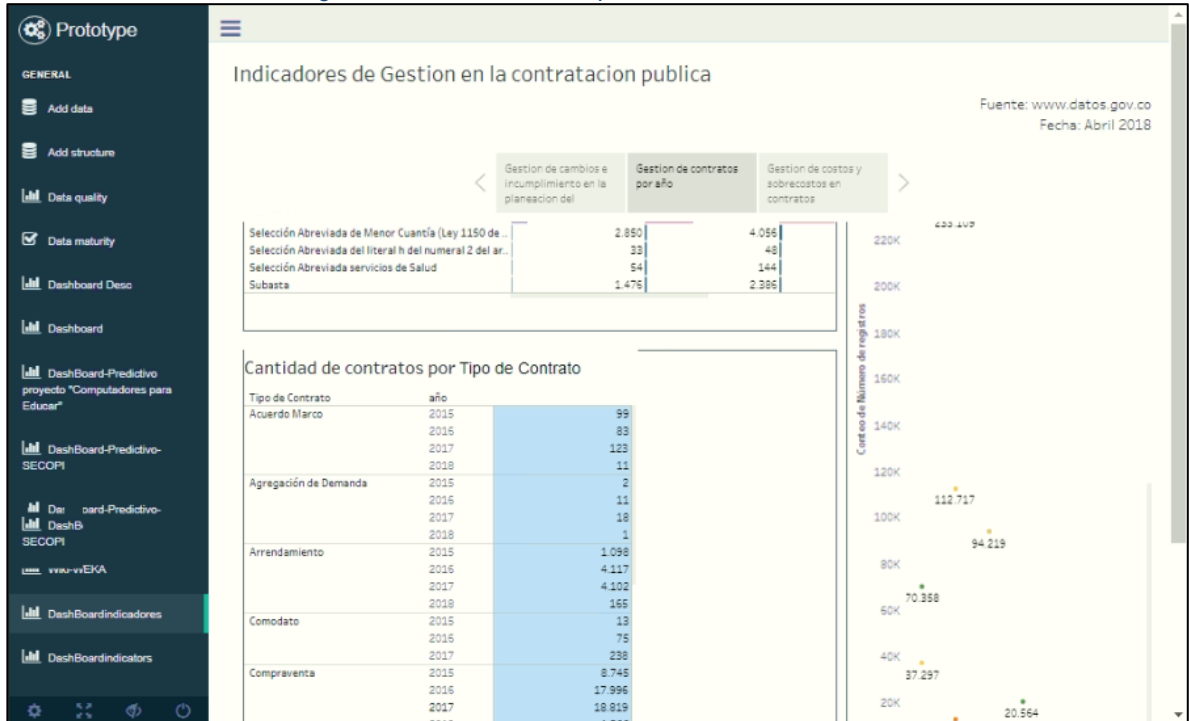 Prototype
GENERAL
Add data
Add structure
Data quality
Data maturity
Dashboard Desc
Dashboard
DashBoard-Predictivo
proyecto "Computadores para
Educar"
DashBoard-Predictivo-
SECOPI
oard-Predictivo-
DashB
SECOPI
EKA
DashBoardindicadores
DashBoardindicators
Indicadores de Gestion en la contratacion publica
Fuente: www.datos.gov.co
Fecha: Abril 2018
Gestion de cambios e
incumplimiento en la
planeacion del
Gestion de contratos
por año
Gestion de costos y
sobrecostos en
contratos
Selección Abreviada de Menor Cuantía (Ley 1150 de... 2.850 4.056
Selección Abreviada del literal h del numeral 2 del ar... 33 48
Selección Abreviada servicios de Salud 54 144
Subasta 1.476 2.386
Cantidad de contratos por Tipo de Contrato
Tipo de Contrato año
Acuerdo Marco 2015 99
2016 83
2017 123
2018 11
Agregación de Demanda 2015 2
2016 11
2017 18
2018 1
Arrendamiento 2015 1.098
2016 4.117
2017 4.102
2018 165
Comodato 2015 13
2016 75
2017 238
Compraventa 2015 8.745
2016 17.996
2017 18.819
Conteo de Número de registros
220K
200K
180K
160K
140K
120K
112.717
100K
94.219
80K
70.358
60K
40K
37.297
20K
20.564